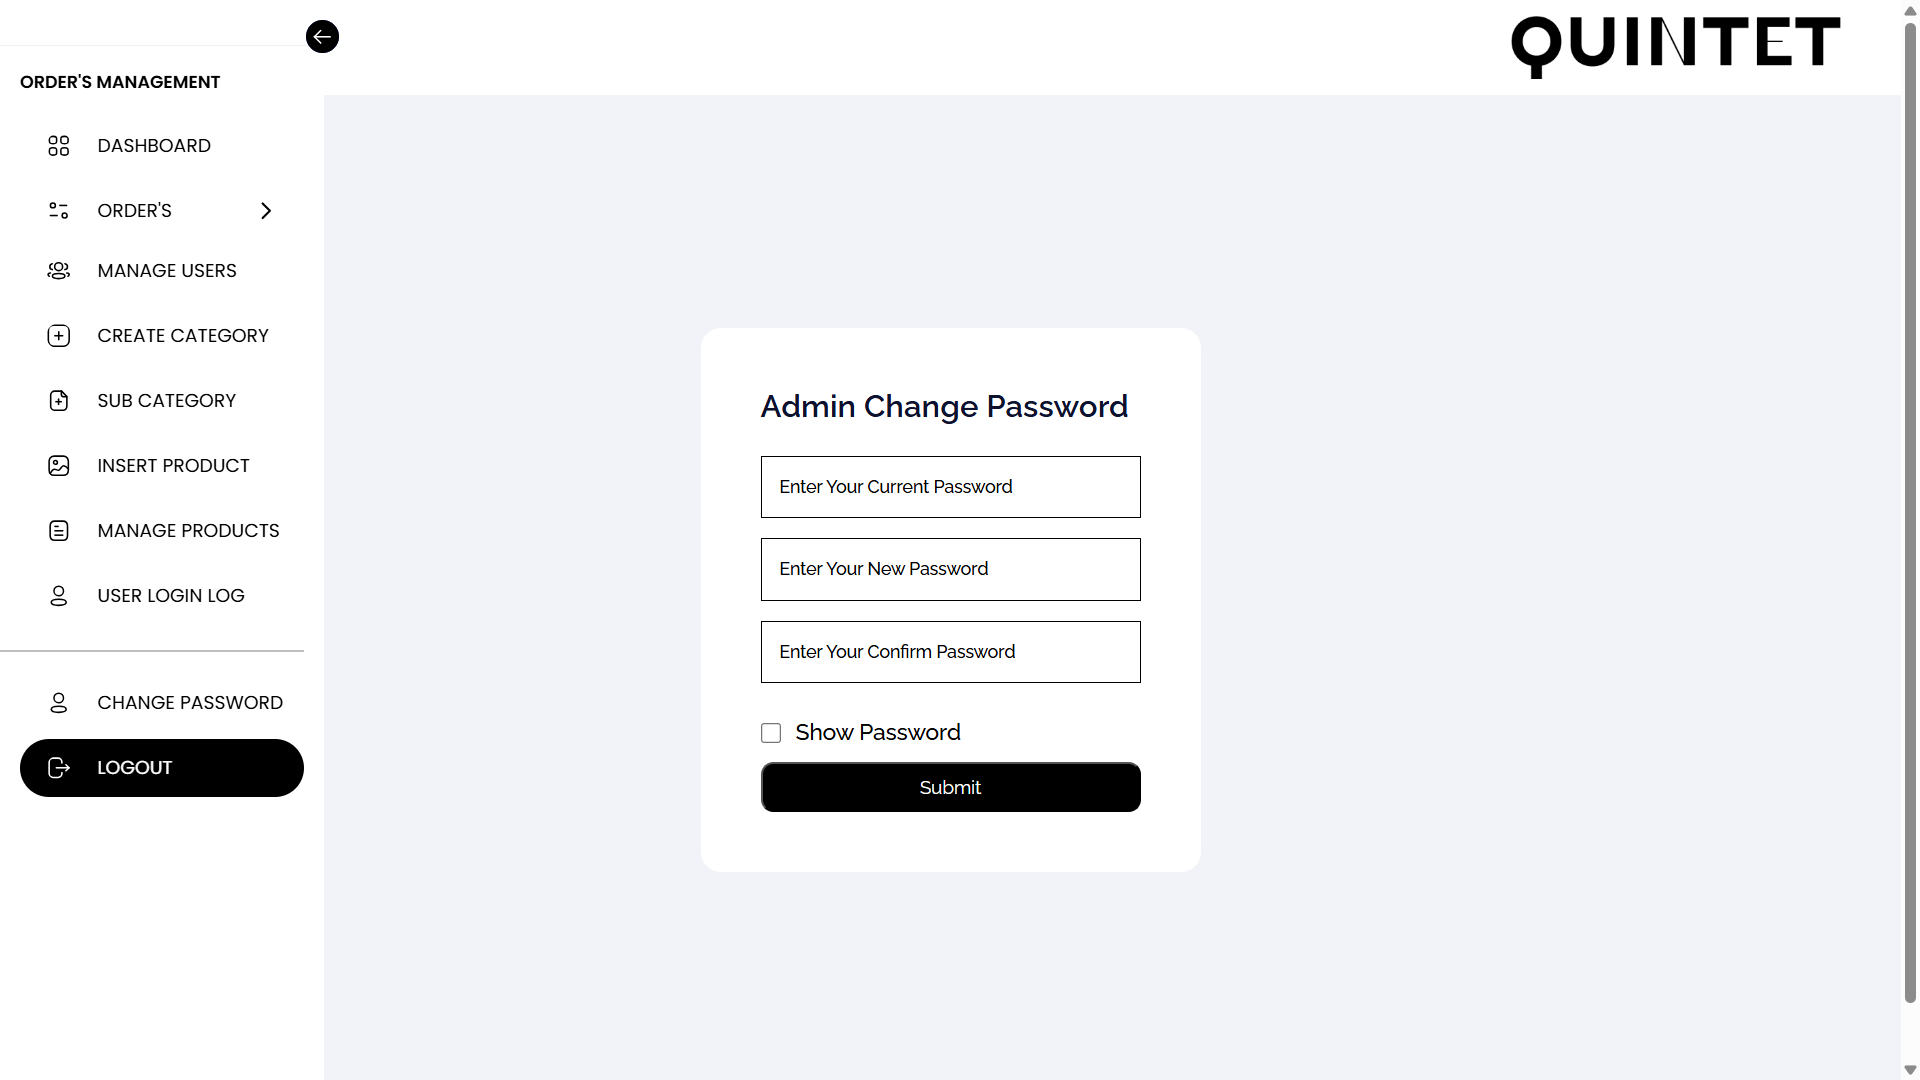 QUINTET
ORDER'S MANAGEMENT
DASHBOARD
ORDER'S
MANAGE USERS
CREATE CATEGORY
SUB CATEGORY
INSERT PRODUCT
MANAGE PRODUCTS
USER LOGIN LOG
CHANGE PASSWORD
LOGOUT
Admin Change Password
Enter Your Current Password
Enter Your New Password
Enter Your Confirm Password
Show Password
Submit